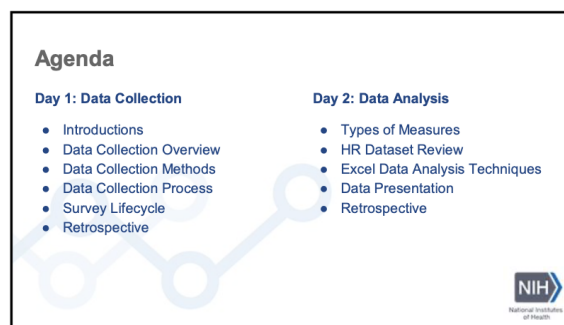 Agenda
Day 1: Data Collection
● Introductions
● Data Collection Overview
● Data Collection Methods
● Data Collection Process
● Survey Lifecycle
● Retrospective
Day 2: Data Analysis
● Types of Measures
● HR Dataset Review
● Excel Data Analysis Techniques
● Data Presentation
● Retrospective
NIH
National Institutes
of Health